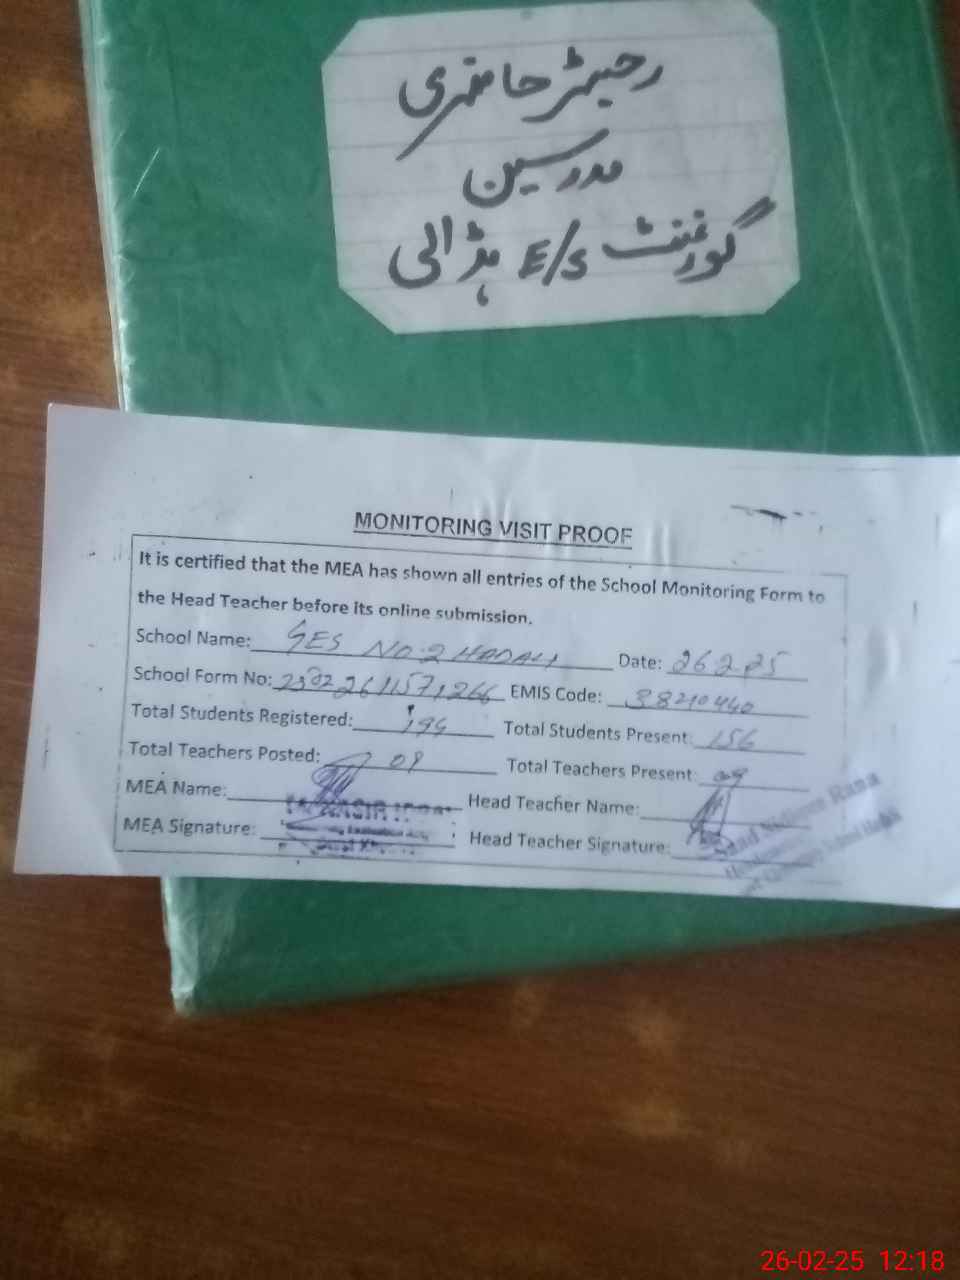 رجسٹر حاضری
مدرسین
گورنمنٹ E/S ہڈالی
MONITORING VISIT PROOF
It is certified that the MEA has shown all entries of the School Monitoring Form to
the Head Teacher before its online submission.
School Name: GES NO.2 HADALI Date: 26.2.25
School Form No: EMIS Code: 38210440
Total Students Registered: 194 Total Students Present: 156
Total Teachers Posted: 09 Total Teachers Present: 09
MEA Name: Head Teacher Name:
MEA Signature: Head Teacher Signature:
Rana
26-02-25 12:18